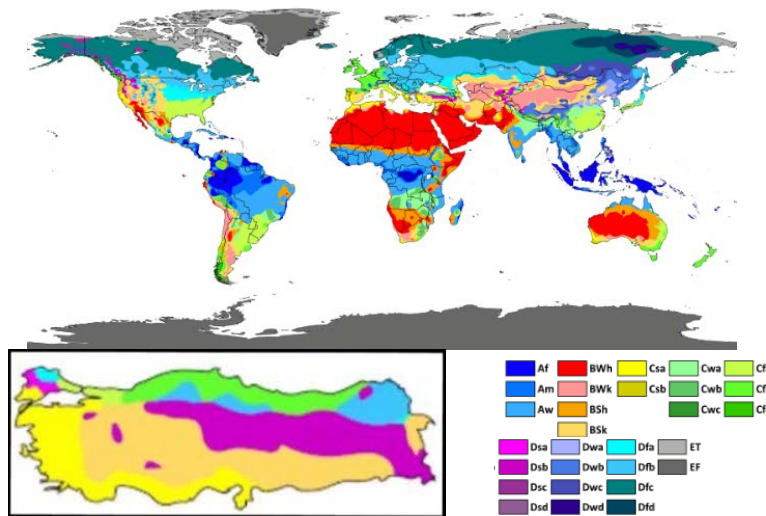 Af BWh Csa Cwa Cf
Am BWk Csb Cwb Cf
Aw BSh Cwc Cf
BSk
Dsa Dwa Dfa ET
Dsb Dwb Dfb EF
Dsc Dwc Dfc
Dsd Dwd Dfd